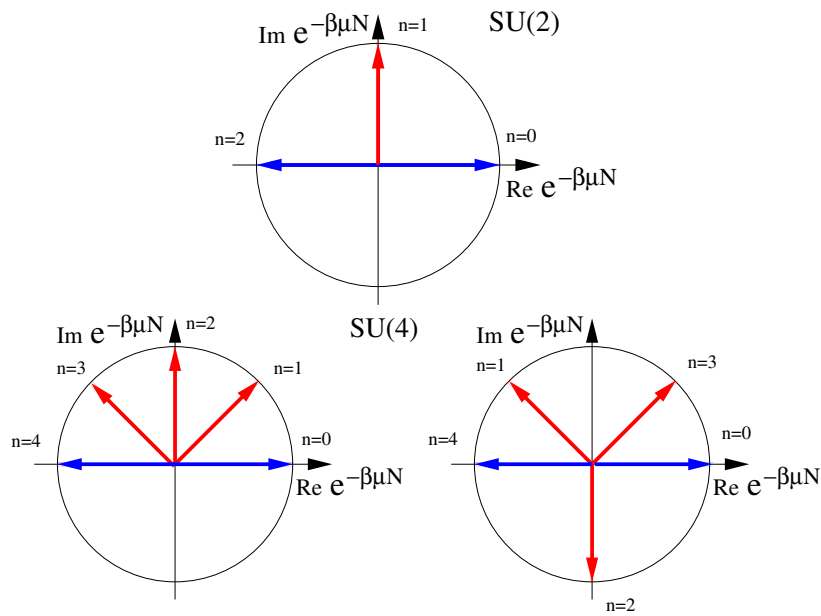 Im e−βμN n=1 SU(2)
n=2 n=0
Re e−βμN
SU(4)
Im e−βμN n=2
n=3 n=1
n=4 n=0
Re e−βμN
Im e−βμN
n=1 n=3
n=4 n=0
Re e−βμN
n=2